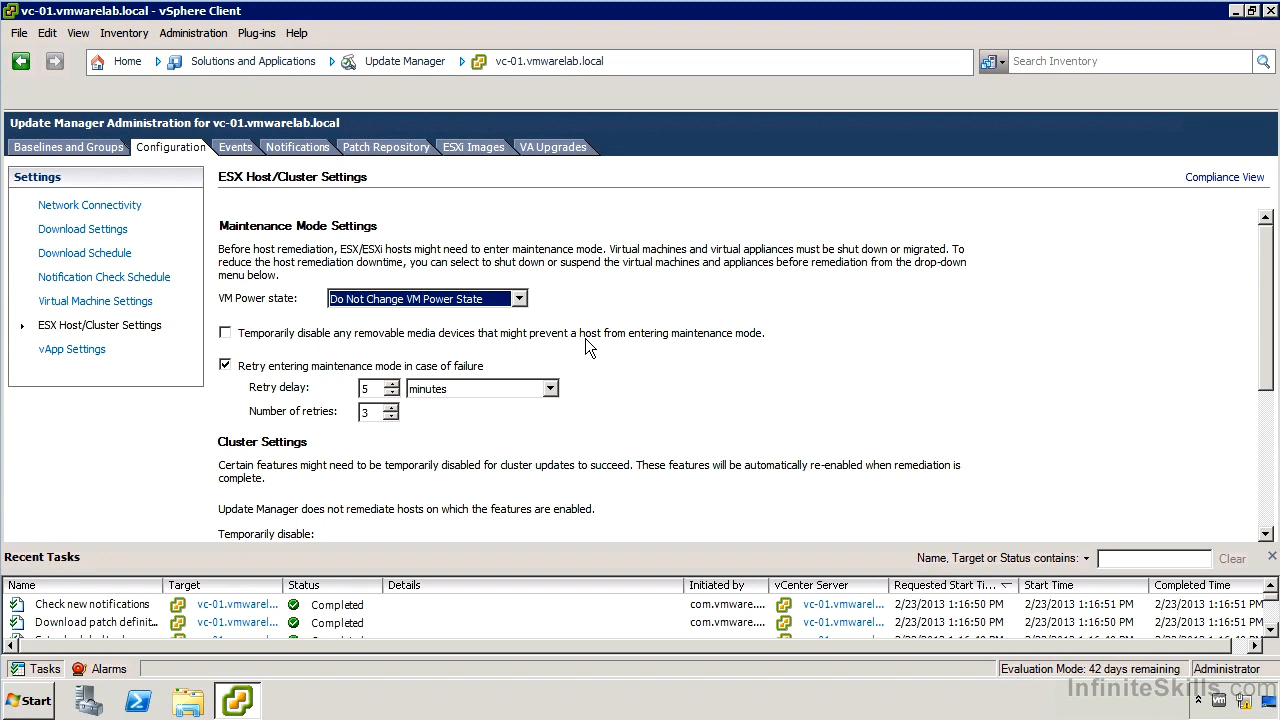 vc-01.vmwarelab.local - vSphere Client
File Edit View Inventory Administration Plug-ins Help
Home Solutions and Applications Update Manager vc-01.vmwarelab.local Search Inventory
Update Manager Administration for vc-01.vmwarelab.local
Baselines and Groups Configuration Events Notifications Patch Repository ESXi Images VA Upgrades
Settings
Network Connectivity
Download Settings
Download Schedule
Notification Check Schedule
Virtual Machine Settings
ESX Host/Cluster Settings
vApp Settings
ESX Host/Cluster Settings Compliance View
Maintenance Mode Settings
Before host remediation, ESX/ESXi hosts might need to enter maintenance mode. Virtual machines and virtual appliances must be shut down or migrated. To
reduce the host remediation downtime, you can select to shut down or suspend the virtual machines and appliances before remediation from the drop-down
menu below.
VM Power state: Do Not Change VM Power State
Temporarily disable any removable media devices that might prevent a host from entering maintenance mode.
Retry entering maintenance mode in case of failure
Retry delay: 5 minutes
Number of retries: 3
Cluster Settings
Certain features might need to be temporarily disabled for cluster updates to succeed. These features will be automatically re-enabled when remediation is
complete.
Update Manager does not remediate hosts on which the features are enabled.
Temporarily disable:
Recent Tasks Name, Target or Status contains: Clear
Name Target Status Details Initiated by vCenter Server Requested Start Ti... Start Time Completed Time
Check new notifications vc-01.vmwarel... Completed com.vmware.... vc-01.vmwarel... 2/23/2013 1:16:50 PM 2/23/2013 1:16:51 PM 2/23/2013 1:16:51 PM
Download patch definit... vc-01.vmwarel... Completed com.vmware.... vc-01.vmwarel... 2/23/2013 1:16:50 PM 2/23/2013 1:16:50 PM 2/23/2013 1:16:51 PM
Tasks Alarms Evaluation Mode: 42 days remaining Administrator
Start
InfiniteSkills.com